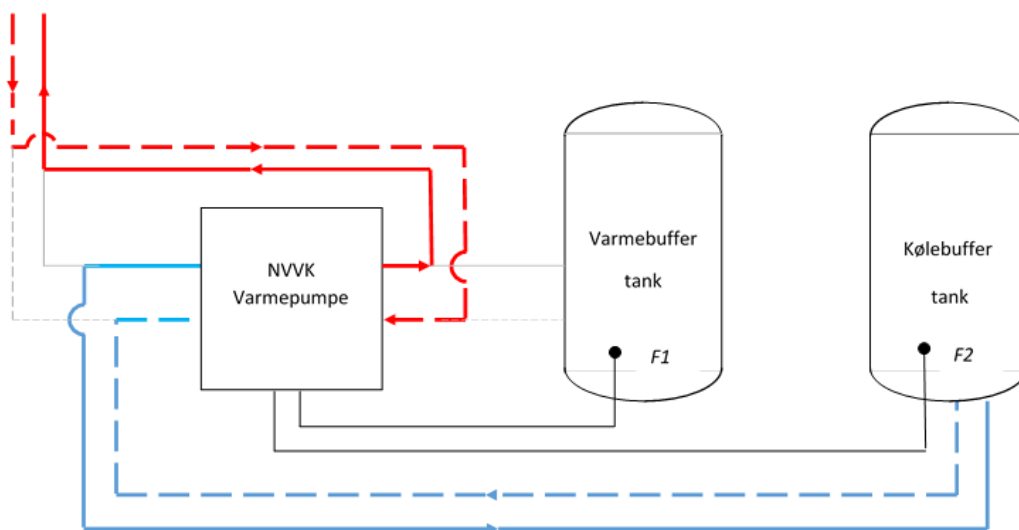 NVVK
Varmepumpe
Varmebuffer
tank
F1
Kølebuffer
tank
F2